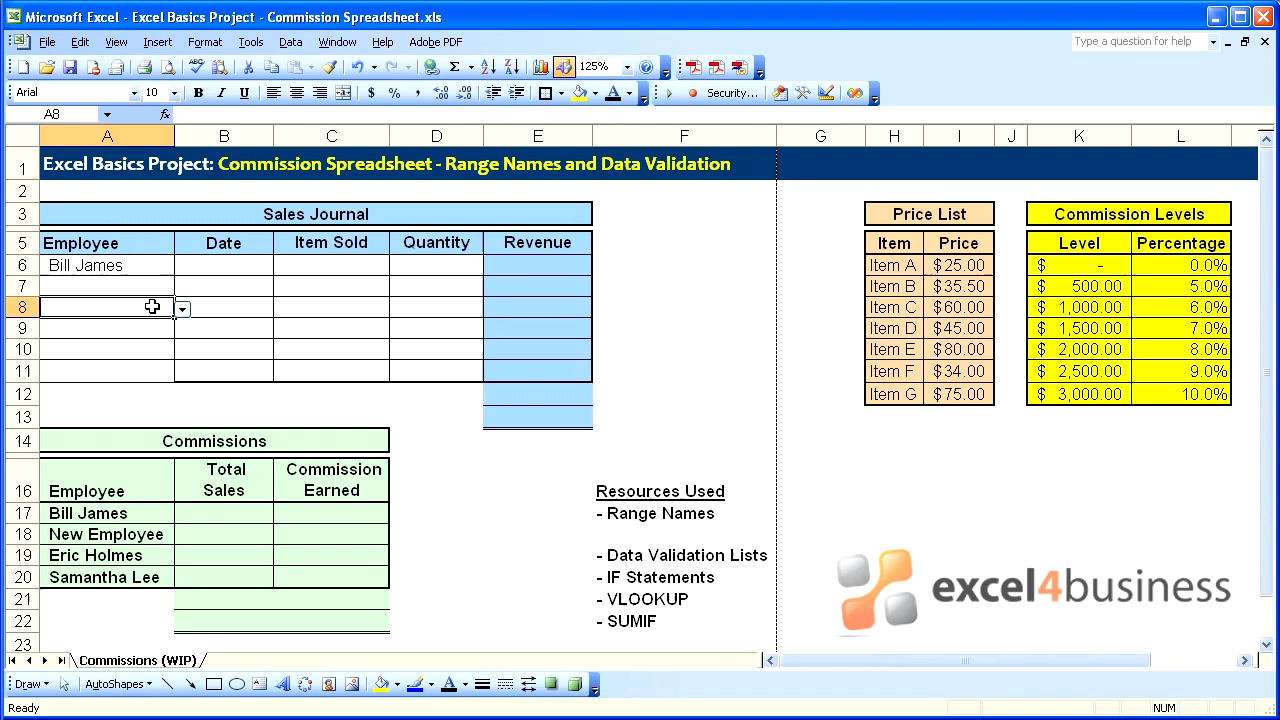 Microsoft Excel - Excel Basics Project - Commission Spreadsheet.xls
File Edit View Insert Format Tools Data Window Help Adobe PDF Type a question for help
125%
Arial 10 B I U $ % , Security...
A8 fx
A B C D E F G H I J K L
1 Excel Basics Project: Commission Spreadsheet - Range Names and Data Validation
2
3 Sales Journal Price List Commission Levels
5 Employee Date Item Sold Quantity Revenue Item Price Level Percentage
6 Bill James Item A $25.00 $ - 0.0%
7 Item B $35.50 $ 500.00 5.0%
8 Item C $60.00 $ 1,000.00 6.0%
9 Item D $45.00 $ 1,500.00 7.0%
10 Item E $80.00 $ 2,000.00 8.0%
11 Item F $34.00 $ 2,500.00 9.0%
12 Item G $75.00 $ 3,000.00 10.0%
13
14 Commissions
Total Commission
16 Employee Sales Earned Resources Used
17 Bill James - Range Names
18 New Employee
19 Eric Holmes - Data Validation Lists
20 Samantha Lee - IF Statements
21 - VLOOKUP
22 - SUMIF
23
excel4business
Commissions (WIP)
Draw AutoShapes
Ready NUM